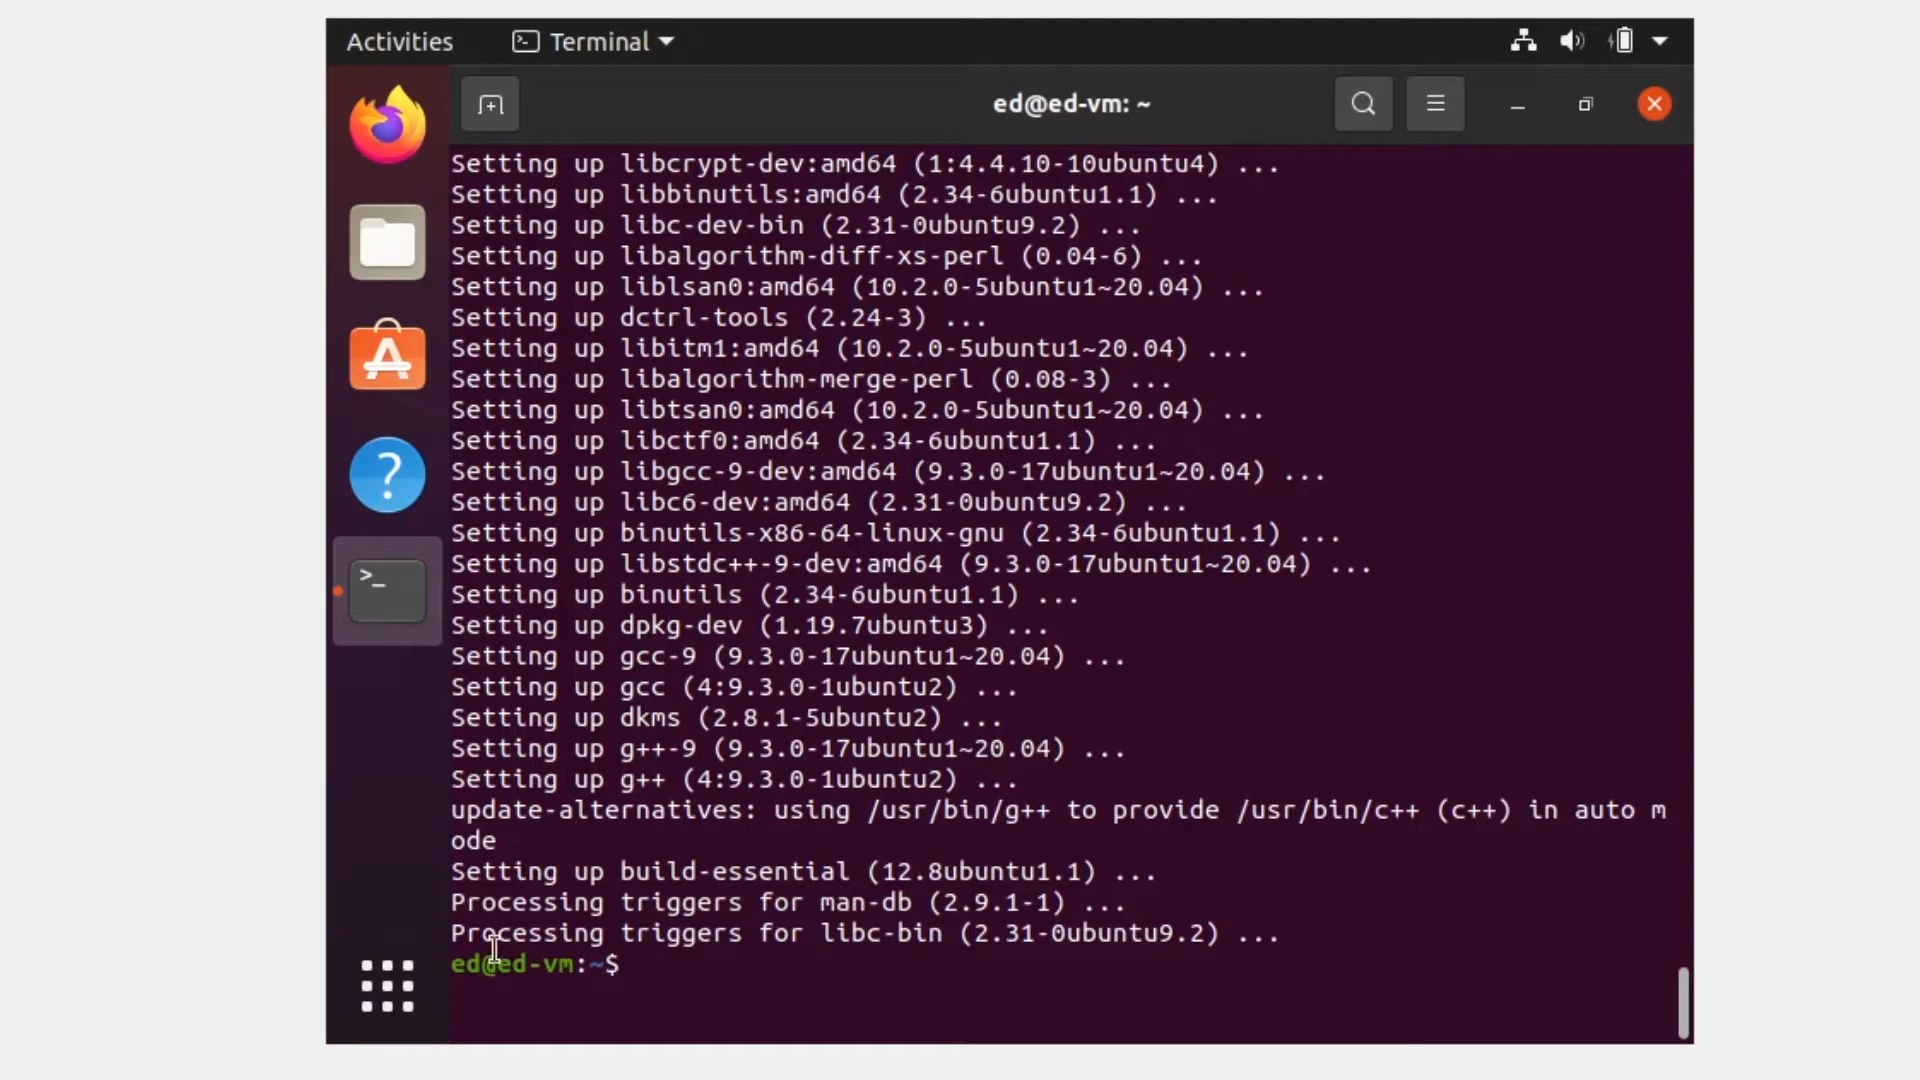 Activities
Terminal
ed@ed-vm: ~
Setting up libcrypt-dev:amd64 (1:4.4.10-10ubuntu4) ...
Setting up libbinutils:amd64 (2.34-6ubuntu1.1) ...
Setting up libc-dev-bin (2.31-0ubuntu9.2) ...
Setting up libalgorithm-diff-xs-perl (0.04-6) ...
Setting up liblsan0:amd64 (10.2.0-5ubuntu1~20.04) ...
Setting up dctrl-tools (2.24-3) ...
Setting up libitm1:amd64 (10.2.0-5ubuntu1~20.04) ...
Setting up libalgorithm-merge-perl (0.08-3) ...
Setting up libtsan0:amd64 (10.2.0-5ubuntu1~20.04) ...
Setting up libctf0:amd64 (2.34-6ubuntu1.1) ...
Setting up libgcc-9-dev:amd64 (9.3.0-17ubuntu1~20.04) ...
Setting up libc6-dev:amd64 (2.31-0ubuntu9.2) ...
Setting up binutils-x86-64-linux-gnu (2.34-6ubuntu1.1) ...
Setting up libstdc++-9-dev:amd64 (9.3.0-17ubuntu1~20.04) ...
Setting up binutils (2.34-6ubuntu1.1) ...
Setting up dpkg-dev (1.19.7ubuntu3) ...
Setting up gcc-9 (9.3.0-17ubuntu1~20.04) ...
Setting up gcc (4:9.3.0-1ubuntu2) ...
Setting up dkms (2.8.1-5ubuntu2) ...
Setting up g++-9 (9.3.0-17ubuntu1~20.04) ...
Setting up g++ (4:9.3.0-1ubuntu2) ...
update-alternatives: using /usr/bin/g++ to provide /usr/bin/c++ (c++) in auto m
ode
Setting up build-essential (12.8ubuntu1.1) ...
Processing triggers for man-db (2.9.1-1) ...
Processing triggers for libc-bin (2.31-0ubuntu9.2) ...
ed@ed-vm:~$